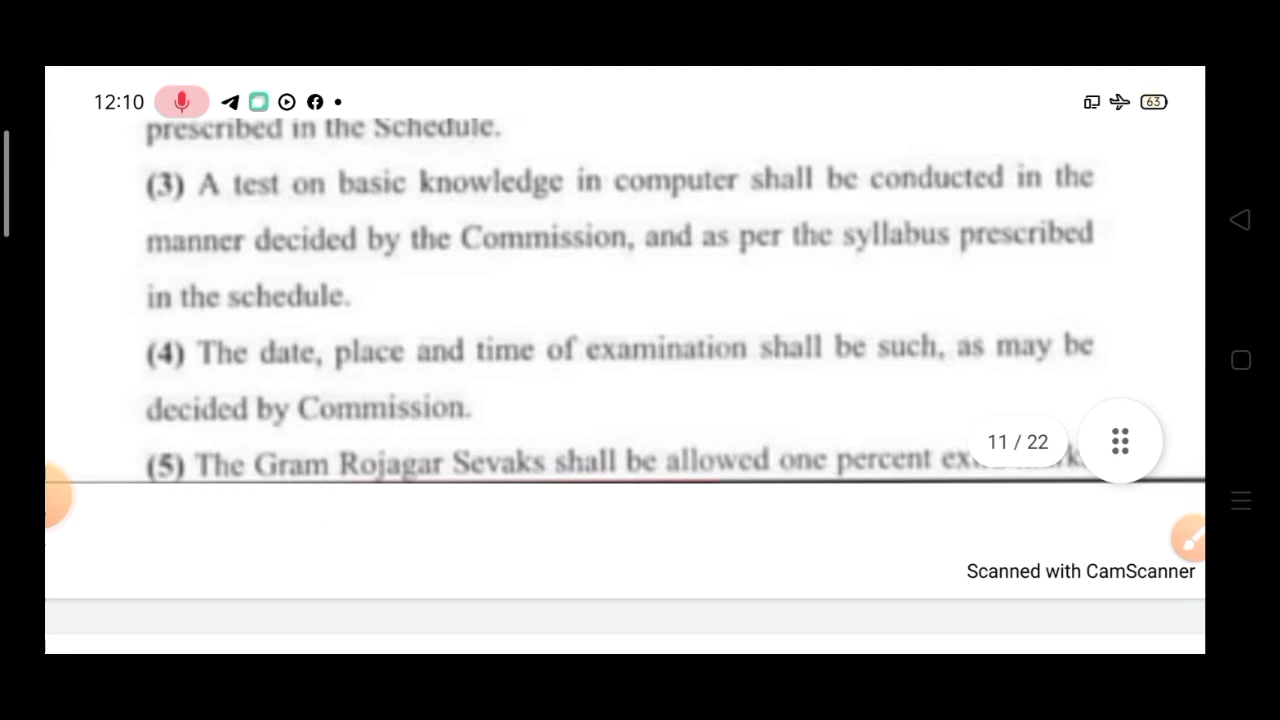 12:10
63
prescribed in the Schedule.
(3) A test on basic knowledge in computer shall be conducted in the
manner decided by the Commission, and as per the syllabus prescribed
in the schedule.
(4) The date, place and time of examination shall be such, as may be
decided by Commission.
11 / 22
(5) The Gram Rojagar Sevaks shall be allowed one percent
Scanned with CamScanner